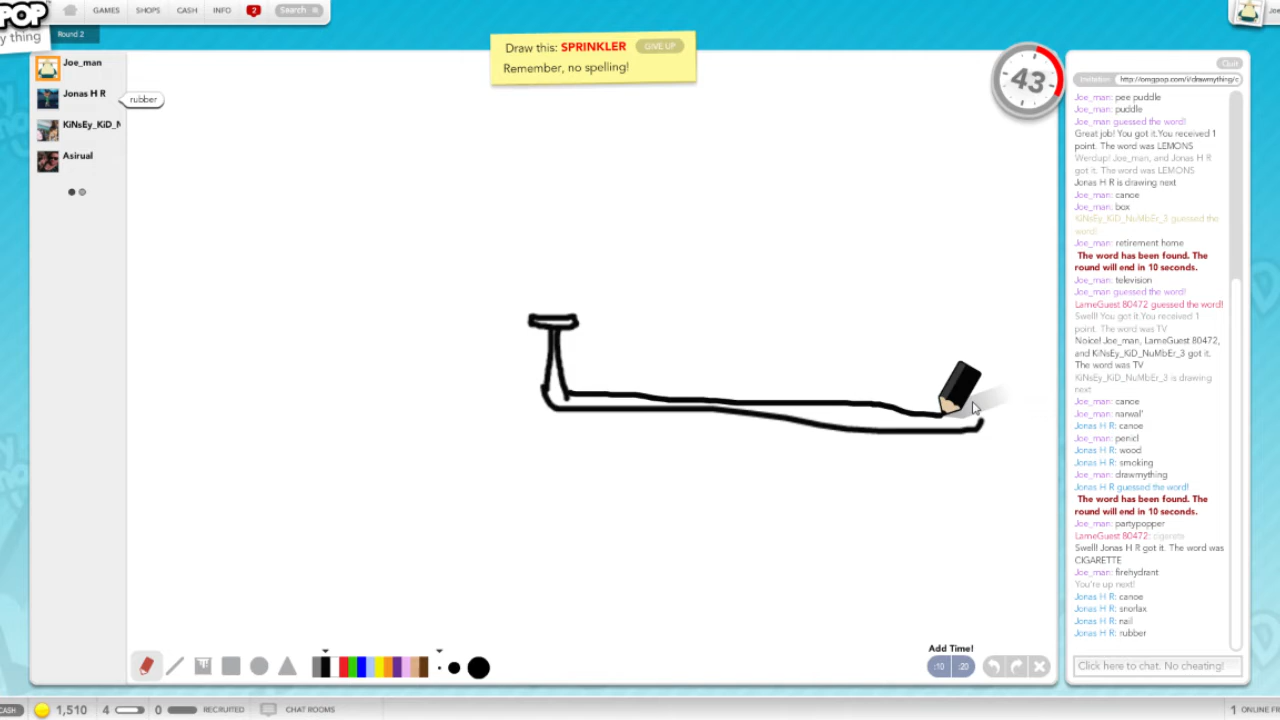 POP
y thing
GAMES
SHOPS
CASH
INFO
2
Search
Joe
Round 2
Draw this: SPRINKLER
GIVE UP
Remember, no spelling!
43
Joe_man
Jonas H R
rubber
KiNsEy_KiD_N
Asirual
Quit
Invitation
http://omgpop.com/i/drawmything/c
Joe_man: pee puddle
Joe_man: puddle
Joe_man guessed the word!
Great job! You got it.You received 1
point. The word was LEMONS
Werdup! Joe_man, and Jonas H R
got it. The word was LEMONS
Jonas H R is drawing next
Joe_man: canoe
Joe_man: box
KiNsEy_KiD_NuMbEr_3 guessed the
word!
Joe_man: retirement home
The word has been found. The
round will end in 10 seconds.
Joe_man: television
Joe_man guessed the word!
LameGuest 80472 guessed the word!
Swell! You got it.You received 1
point. The word was TV
Noice! Joe_man, LameGuest 80472,
and KiNsEy_KiD_NuMbEr_3 got it.
The word was TV
KiNsEy_KiD_NuMbEr_3 is drawing
next
Joe_man: canoe
Joe_man: narwal'
Jonas H R: canoe
Joe_man: penicl
Jonas H R: wood
Jonas H R: smoking
Joe_man: drawmything
Jonas H R guessed the word!
The word has been found. The
round will end in 10 seconds.
Joe_man: partypopper
LameGuest 80472: cigerete
Swell! Jonas H R got it. The word was
CIGARETTE
Joe_man: firehydrant
You're up next!
Jonas H R: canoe
Jonas H R: snorlax
Jonas H R: nail
Jonas H R: rubber
Add Time!
:10
:20
Click here to chat. No cheating!
CASH
1,510
4
0
RECRUITED
CHAT ROOMS
1 ONLINE FR